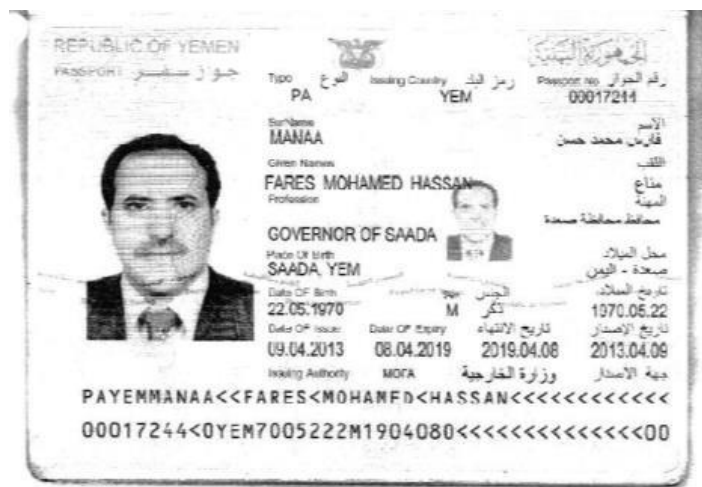 REPUBLIC OF YEMEN
PASSPORT جواز سفر
Type النوع Issuing Country رمز البلد Passport No رقم الجواز
PA YEM 00017244
SurName الاسم
MANAA فارس محمد حسن
Given Names اللقب
FARES MOHAMED HASSAN مناع
Profession المهنة
GOVERNOR OF SAADA محافظ محافظة صعدة
Place Of Birth محل الميلاد
SAADA, YEM صعدة - اليمن
Date OF Birth الجنس تاريخ الميلاد
22.05.1970 M ذكر 1970.05.22
Date OF Issue Date OF Expiry تاريخ الانتهاء تاريخ الإصدار
09.04.2013 08.04.2019 2019.04.08 2013.04.09
Issuing Authority MOFA وزارة الخارجية جهة الاصدار
PAYEMMANAA<<FARES<MOHAMED<HASSAN<<<<<<<<<<<<
00017244<0YEM7005222M1904080<<<<<<<<<<<<<<00